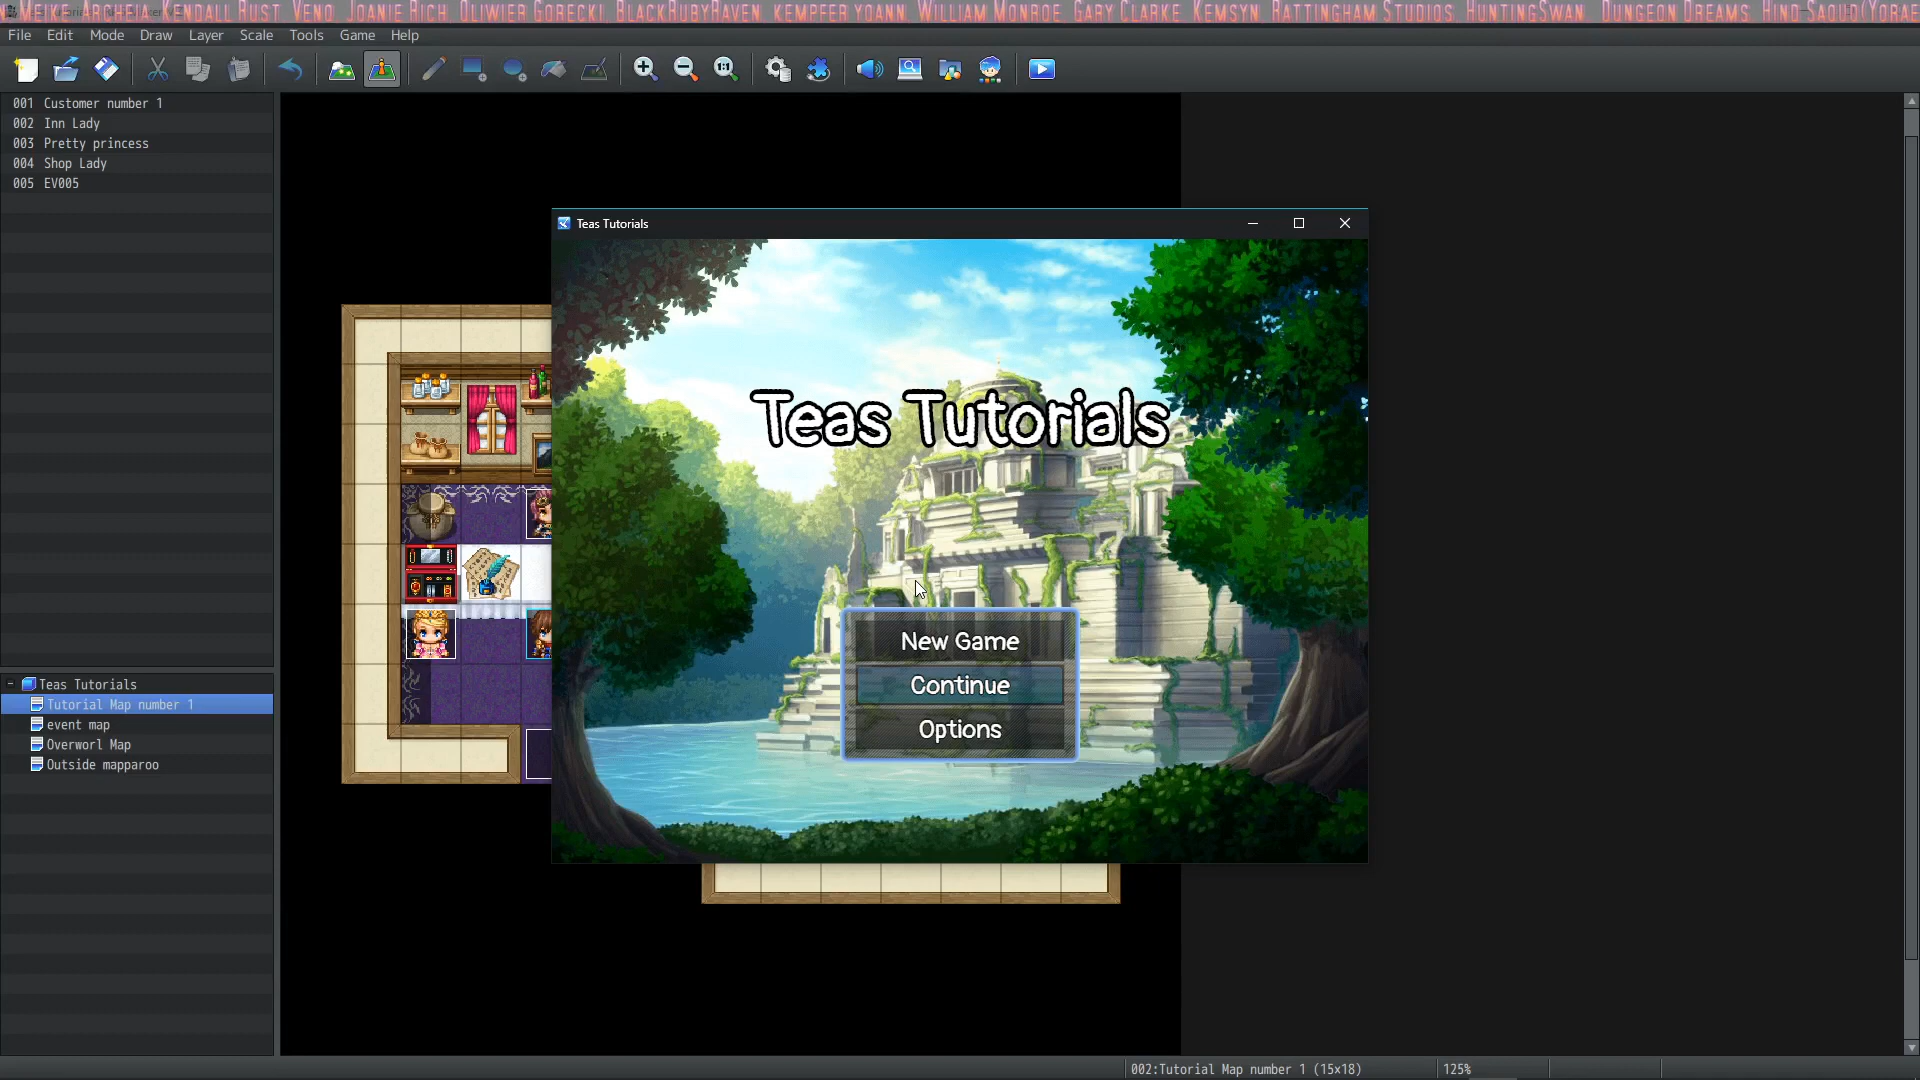 ENDALL RUST VENO JOANIE RICH OLIWIER GORECKI BLACKRUBYRAVEN KEMPFER YOANN WILLIAM MONROE GARY CLARKE KEMSYN RATTINGHAM STUDIOS HUNTINGSWAN DUNGEON DREAMS
File Edit Mode Draw Layer Scale Tools Game Help
001 Customer number 1
002 Inn Lady
003 Pretty princess
004 Shop Lady
005 EV005
Teas Tutorials
Teas Tutorials
New Game
Continue
Options
Teas Tutorials
Tutorial Map number 1
event map
Overworl Map
Outside mapparoo
002:Tutorial Map number 1 (15x18) 125%